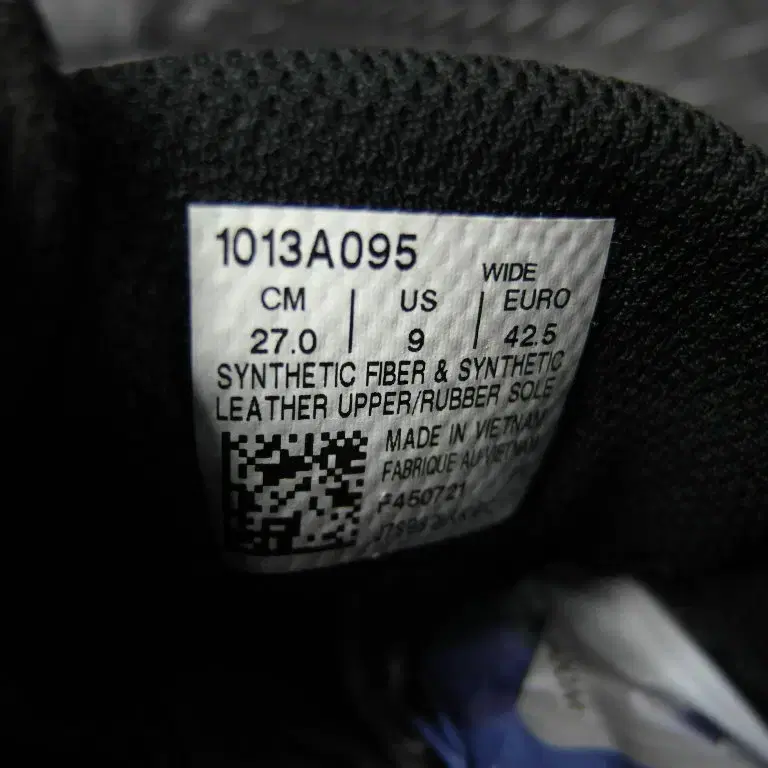 1013A095
WIDE
CM | US | EURO
27.0 | 9 | 42.5
SYNTHETIC FIBER & SYNTHETIC
LEATHER UPPER/RUBBER SOLE
MADE IN VIETNAM
FABRIQUE AU VIETNAM
F450721